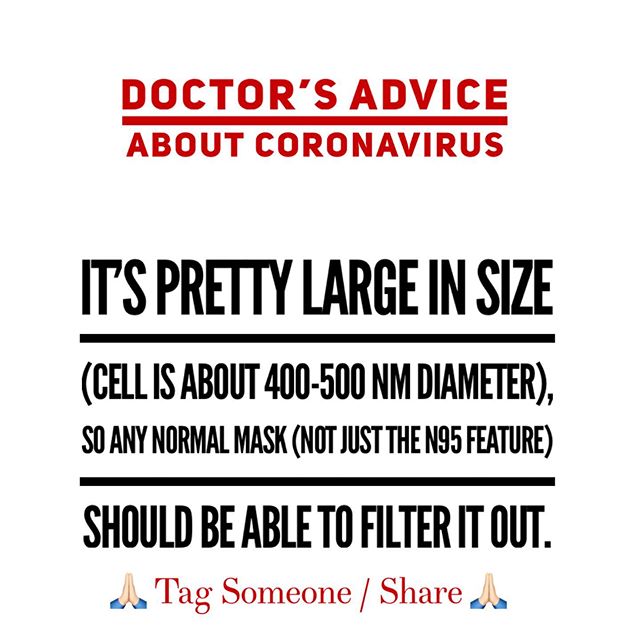 DOCTOR'S ADVICE
ABOUT CORONAVIRUS
IT'S PRETTY LARGE IN SIZE
(CELL IS ABOUT 400-500 NM DIAMETER),
SO ANY NORMAL MASK (NOT JUST THE N95 FEATURE)
SHOULD BE ABLE TO FILTER IT OUT.
🙏🏻 Tag Someone / Share 🙏🏻